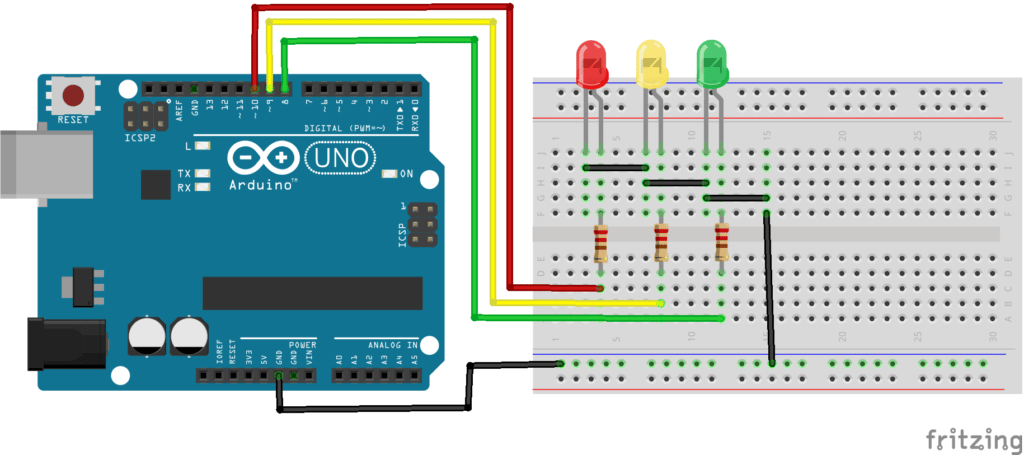 RESET
ICSP2
AREF
GND
13
12
~11
~10
~9
8
7
~6
~5
~4
~3
2
TXD▶1
RXD◀0
DIGITAL (PWM=~)
L
TX
RX
UNO
Arduino™
ON
1
ICSP
POWER
ANALOG IN
IOREF
RESET
3V3
5V
GND
GND
VIN
A0
A1
A2
A3
A4
A5
1 5 10 15 20 25 30
J J
I I
H H
G G
F F
E E
D D
C C
B B
A A
1 5 10 15 20 25 30
fritzing